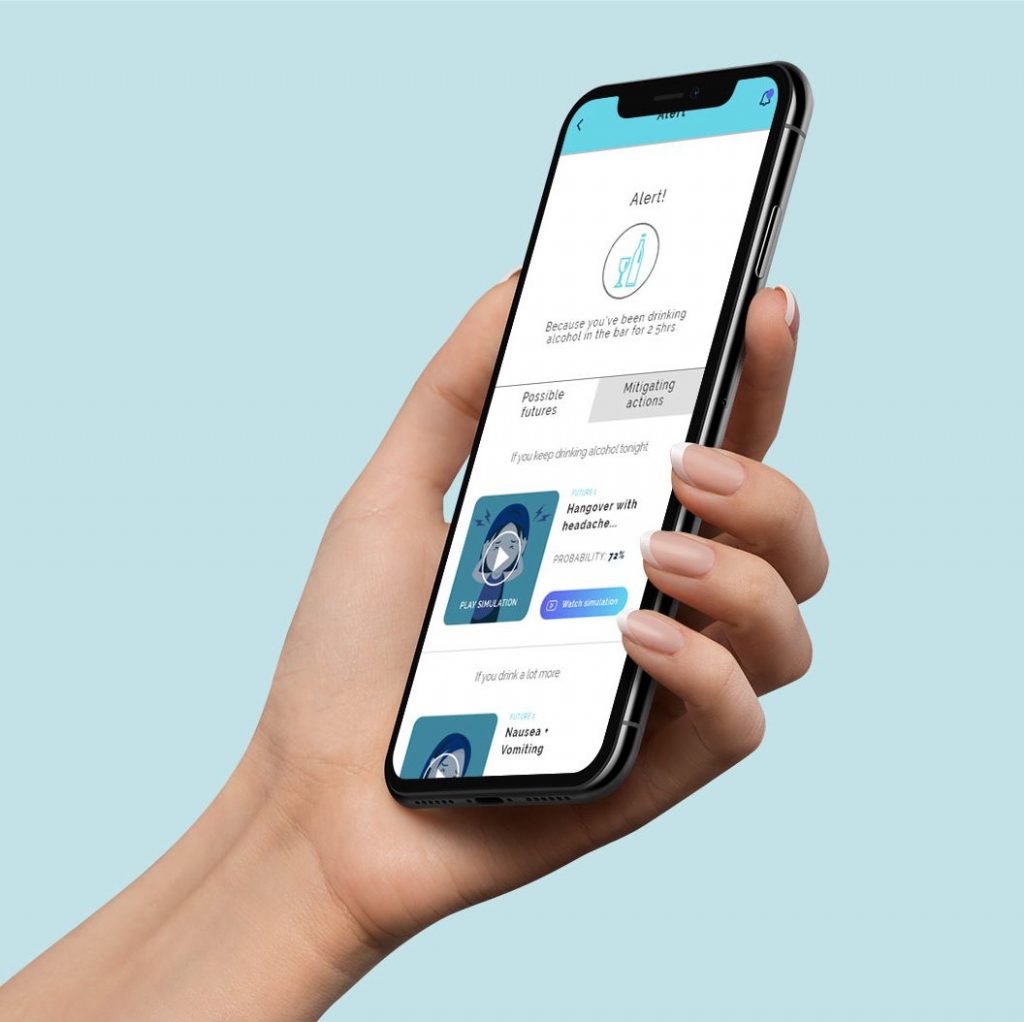 Alert
Alert!
Because you've been drinking
alcohol in the bar for 2 5hrs
Possible
futures
Mitigating
actions
If you keep drinking alcohol tonight
FUTURE 1
Hangover with
headache...
PROBABILITY: 72%
PLAY SIMULATION
Watch simulation
If you drink a lot more
FUTURE 2
Nausea +
Vomiting